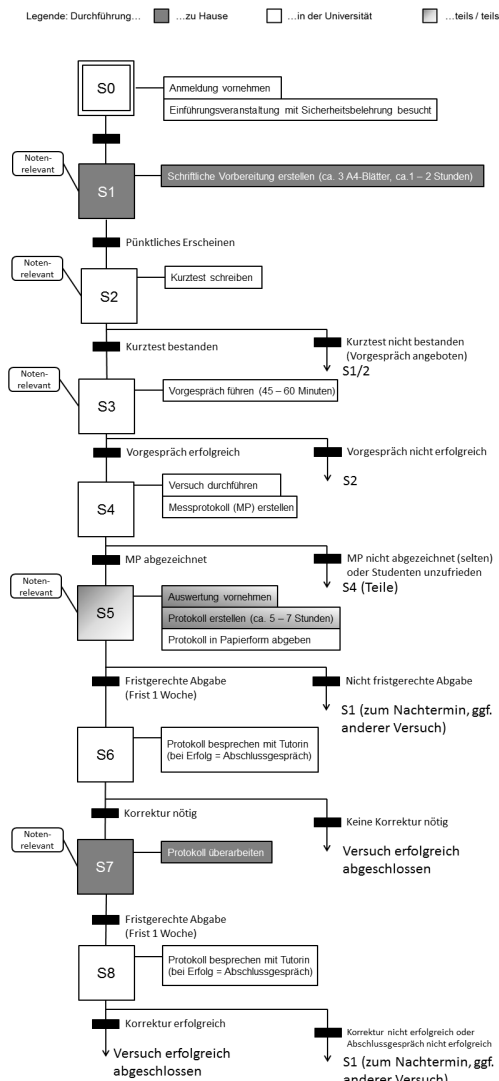 Legende: Durchführung... ...zu Hause ...in der Universität ...teils / teils
S0
Anmeldung vornehmen
Einführungsveranstaltung mit Sicherheitsbelehrung besucht
Noten-
relevant
S1
Schriftliche Vorbereitung erstellen (ca. 3 A4-Blätter, ca.1 – 2 Stunden)
Pünktliches Erscheinen
Noten-
relevant
S2
Kurztest schreiben
Kurztest bestanden
Kurztest nicht bestanden
(Vorgespräch angeboten)
S1/2
Noten-
relevant
S3
Vorgespräch führen (45 – 60 Minuten)
Vorgespräch erfolgreich
Vorgespräch nicht erfolgreich
S2
S4
Versuch durchführen
Messprotokoll (MP) erstellen
MP abgezeichnet
MP nicht abgezeichnet (selten)
oder Studenten unzufrieden
S4 (Teile)
Noten-
relevant
S5
Auswertung vornehmen
Protokoll erstellen (ca. 5 – 7 Stunden)
Protokoll in Papierform abgeben
Fristgerechte Abgabe
(Frist 1 Woche)
Nicht fristgerechte Abgabe
S1 (zum Nachtermin, ggf.
anderer Versuch)
S6
Protokoll besprechen mit Tutorin
(bei Erfolg = Abschlussgespräch)
Korrektur nötig
Keine Korrektur nötig
Versuch erfolgreich
abgeschlossen
Noten-
relevant
S7
Protokoll überarbeiten
Fristgerechte Abgabe
(Frist 1 Woche)
S8
Protokoll besprechen mit Tutorin
(bei Erfolg = Abschlussgespräch)
Korrektur erfolgreich
Versuch erfolgreich
abgeschlossen
Korrektur nicht erfolgreich oder
Abschlussgespräch nicht erfolgreich
S1 (zum Nachtermin, ggf.
anderer Versuch)